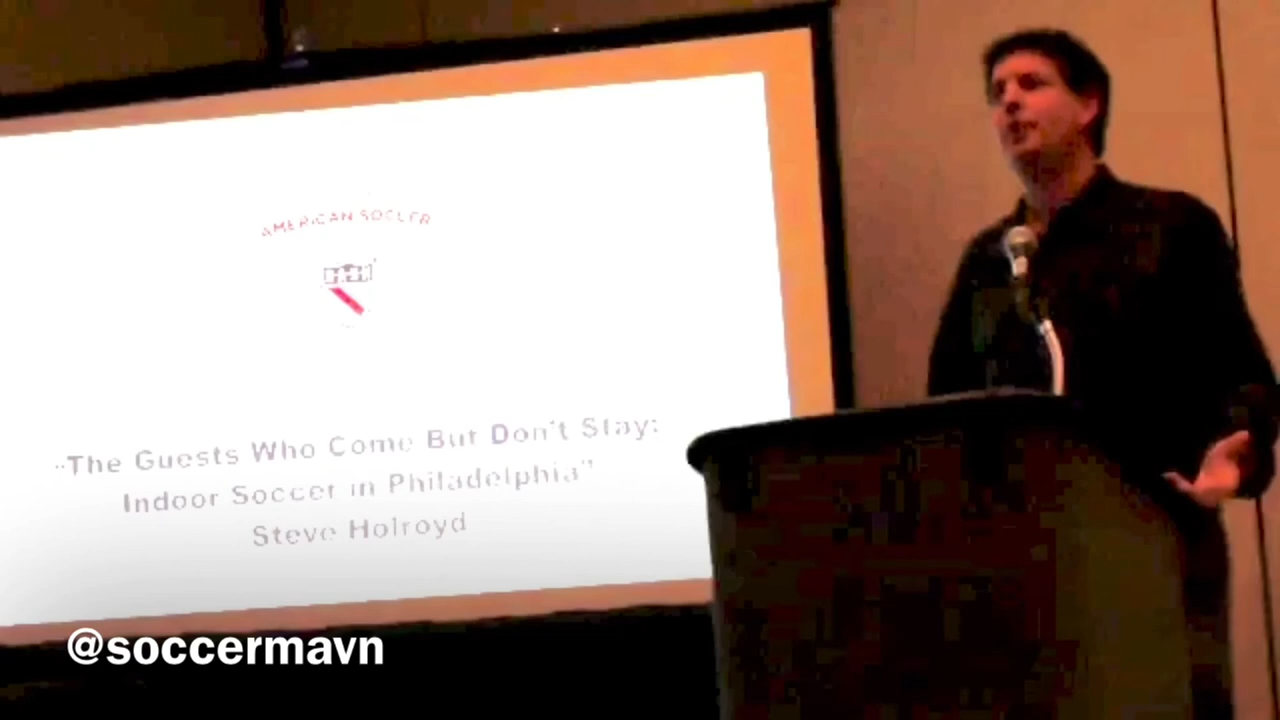 AMERICAN SOCCER
"The Guests Who Come But Don't Stay:
Indoor Soccer in Philadelphia"
Steve Holroyd
@soccermavn